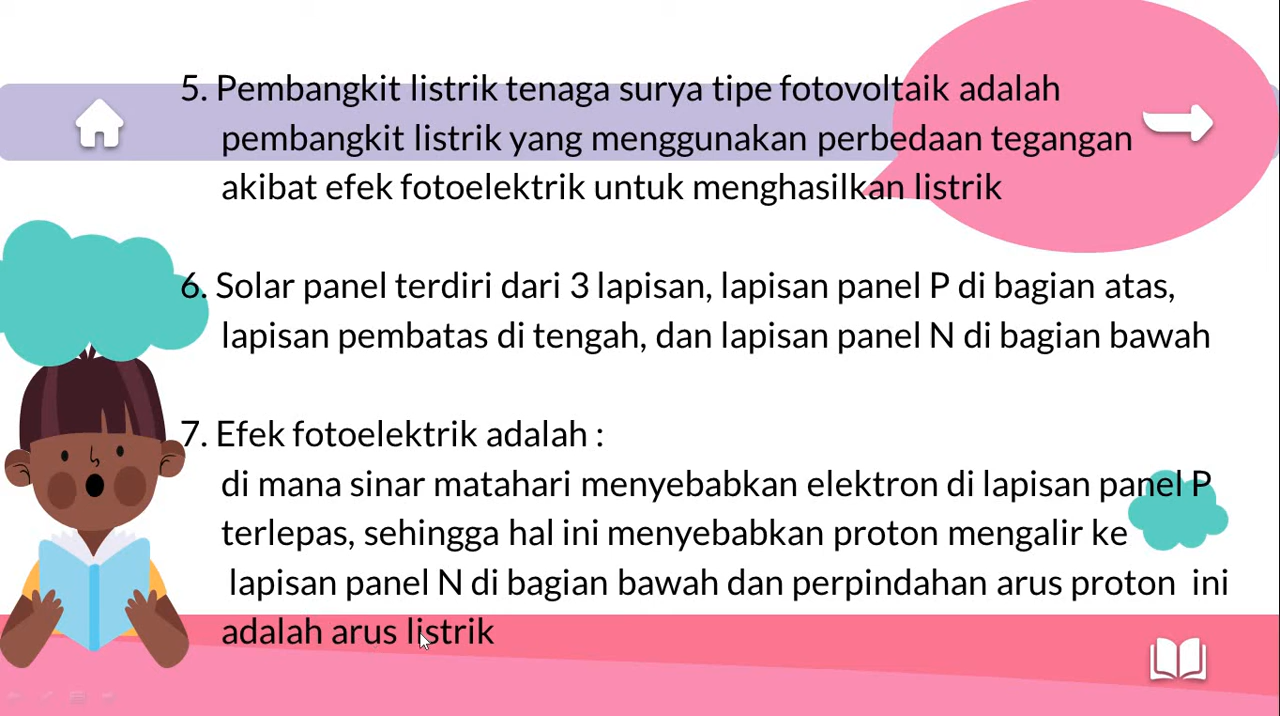 5. Pembangkit listrik tenaga surya tipe fotovoltaik adalah
pembangkit listrik yang menggunakan perbedaan tegangan
akibat efek fotoelektrik untuk menghasilkan listrik
6. Solar panel terdiri dari 3 lapisan, lapisan panel P di bagian atas,
lapisan pembatas di tengah, dan lapisan panel N di bagian bawah
7. Efek fotoelektrik adalah :
di mana sinar matahari menyebabkan elektron di lapisan panel P
terlepas, sehingga hal ini menyebabkan proton mengalir ke
lapisan panel N di bagian bawah dan perpindahan arus proton ini
adalah arus listrik